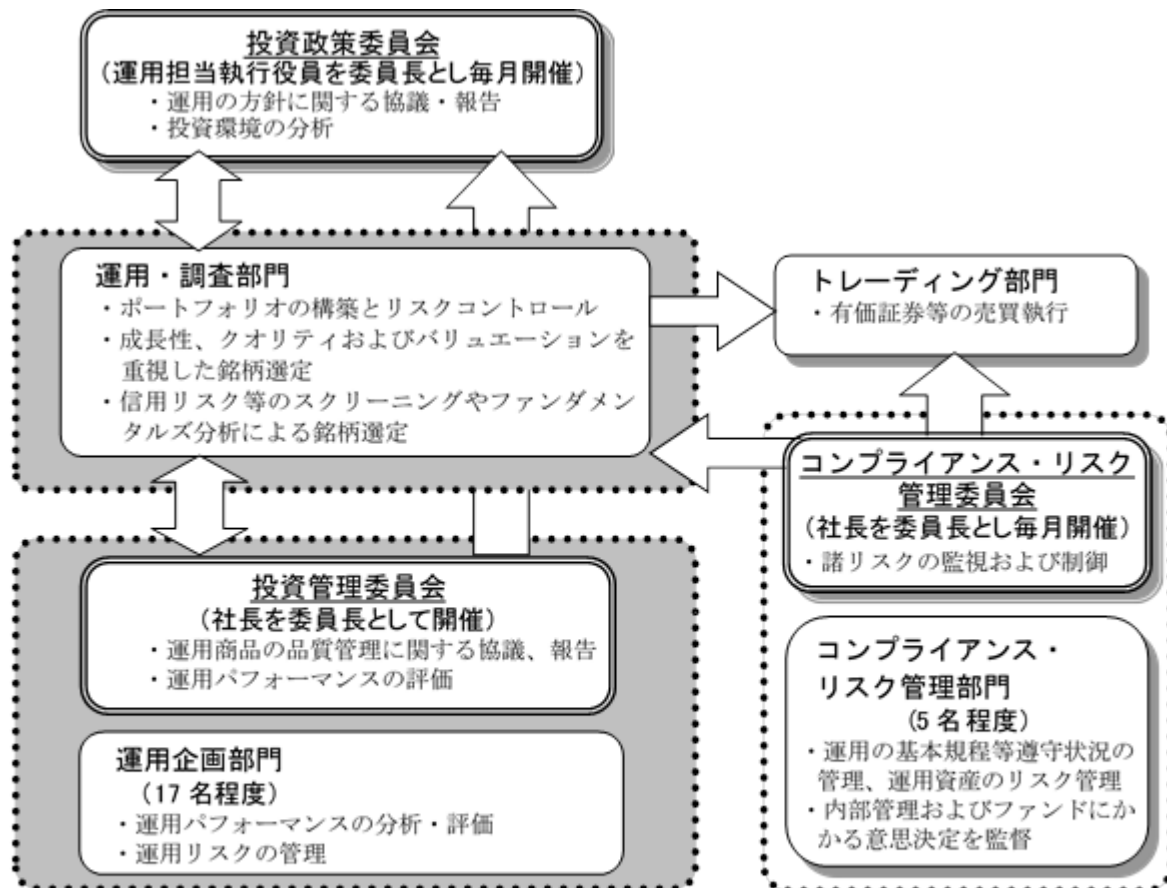 投資政策委員会
（運用担当執行役員を委員長とし毎月開催）
・運用の方針に関する協議・報告
・投資環境の分析
運用・調査部門
・ポートフォリオの構築とリスクコントロール
・成長性、クオリティおよびバリュエーションを
重視した銘柄選定
・信用リスク等のスクリーニングやファンダメン
タルズ分析による銘柄選定
トレーディング部門
・有価証券等の売買執行
コンプライアンス・リスク
管理委員会
（社長を委員長とし毎月開催）
・諸リスクの監視および制御
投資管理委員会
（社長を委員長として開催）
・運用商品の品質管理に関する協議、報告
・運用パフォーマンスの評価
運用企画部門
（17 名程度）
・運用パフォーマンスの分析・評価
・運用リスクの管理
コンプライアンス・
リスク管理部門
（5 名程度）
・運用の基本規程等遵守状況の
管理、運用資産のリスク管理
・内部管理およびファンドにか
かる意思決定を監督